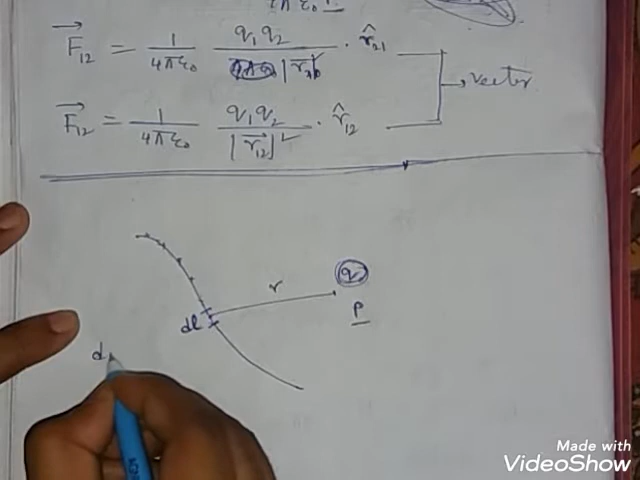 F₁₂ = 1/4πε₀ q₁q₂/|r₂₁|² · r̂₂₁
→ vector
F₁₂ = 1/4πε₀ q₁q₂/|r₁₂|² · r̂₁₂
r
q
P
dl
d
Made with
VideoShow